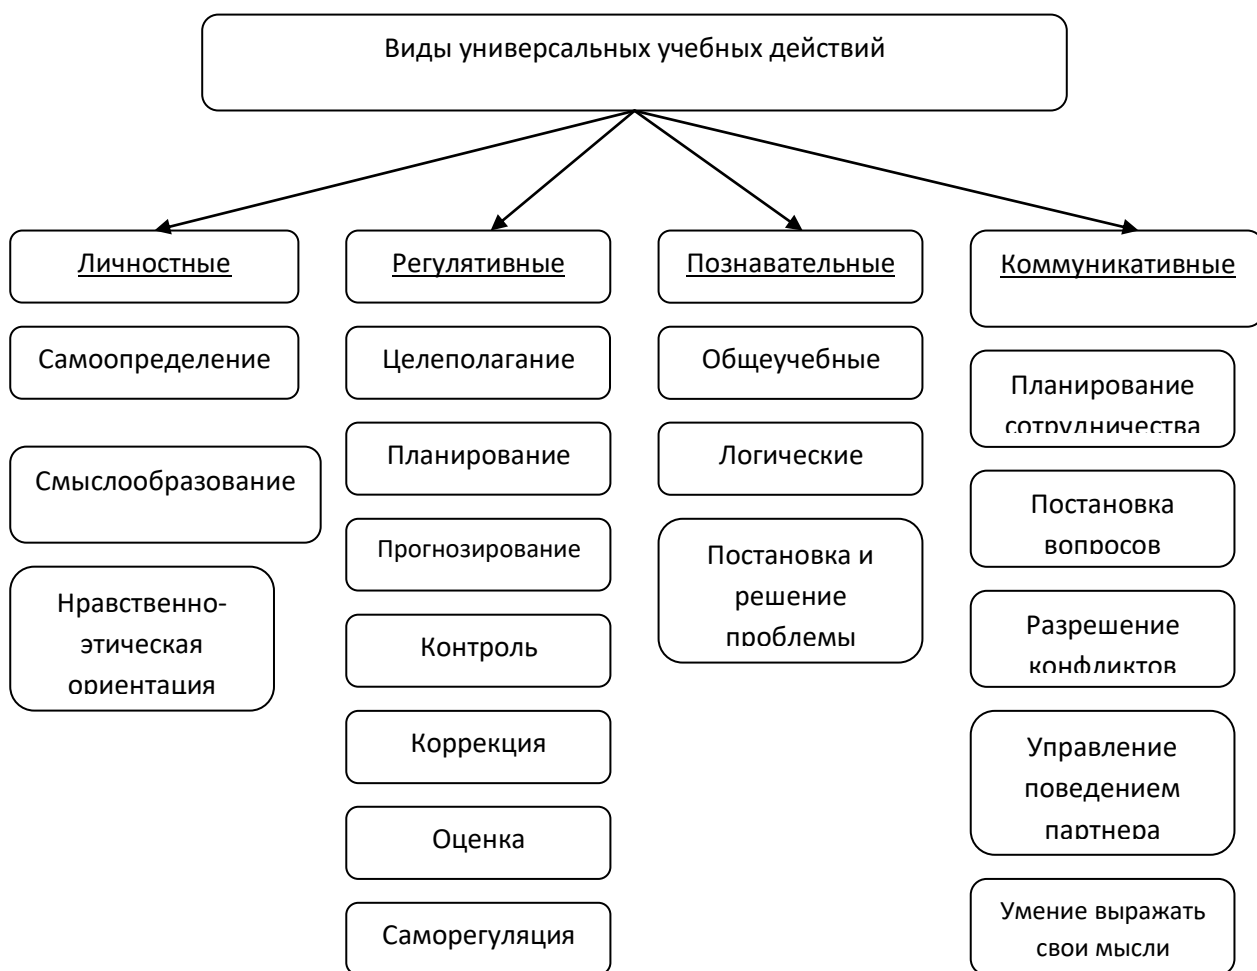 Виды универсальных учебных действий
Личностные
Самоопределение
Смыслообразование
Нравственно-
этическая
ориентация
Регулятивные
Целеполагание
Планирование
Прогнозирование
Контроль
Коррекция
Оценка
Саморегуляция
Познавательные
Общеучебные
Логические
Постановка и
решение
проблемы
Коммуникативные
Планирование
сотрудничества
Постановка
вопросов
Разрешение
конфликтов
Управление
поведением
партнера
Умение выражать
свои мысли